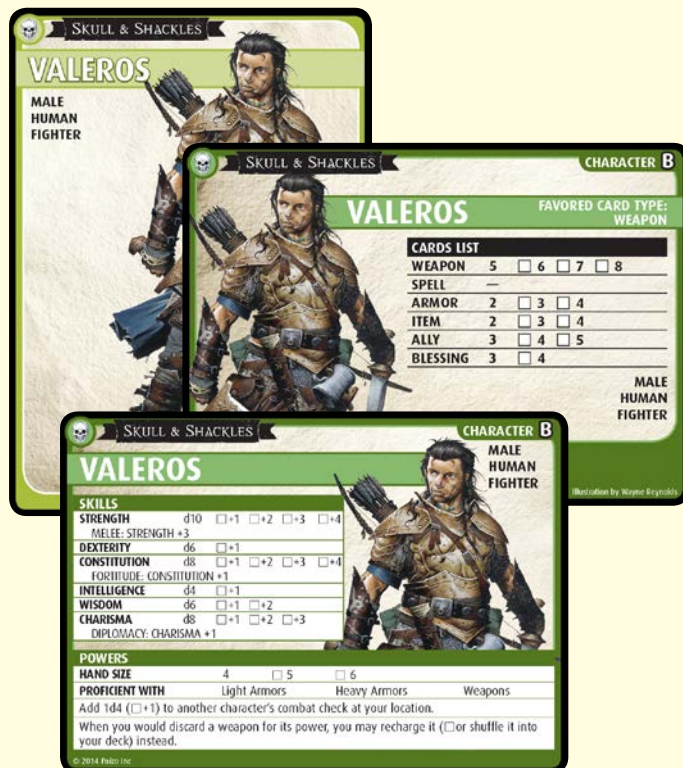 SKULL & SHACKLES
VALEROS
MALE
HUMAN
FIGHTER
SKULL & SHACKLES
CHARACTER B
VALEROS
FAVORED CARD TYPE:
WEAPON
CARDS LIST
WEAPON 5 ☐ 6 ☐ 7 ☐ 8
SPELL —
ARMOR 2 ☐ 3 ☐ 4
ITEM 2 ☐ 3 ☐ 4
ALLY 3 ☐ 4 ☐ 5
BLESSING 3 ☐ 4
MALE
HUMAN
FIGHTER
Illustration by Wayne Reynolds
SKULL & SHACKLES
CHARACTER B
VALEROS
MALE
HUMAN
FIGHTER
SKILLS
STRENGTH d10 ☐+1 ☐+2 ☐+3 ☐+4
MELEE: STRENGTH +3
DEXTERITY d6 ☐+1
CONSTITUTION d8 ☐+1 ☐+2 ☐+3 ☐+4
FORTITUDE: CONSTITUTION +1
INTELLIGENCE d4 ☐+1
WISDOM d6 ☐+1 ☐+2
CHARISMA d8 ☐+1 ☐+2 ☐+3
DIPLOMACY: CHARISMA +1
POWERS
HAND SIZE 4 ☐ 5 ☐ 6
PROFICIENT WITH Light Armors Heavy Armors Weapons
Add 1d4 (☐+1) to another character's combat check at your location.
When you would discard a weapon for its power, you may recharge it (☐or shuffle it into
your deck) instead.
© 2014 Paizo Inc